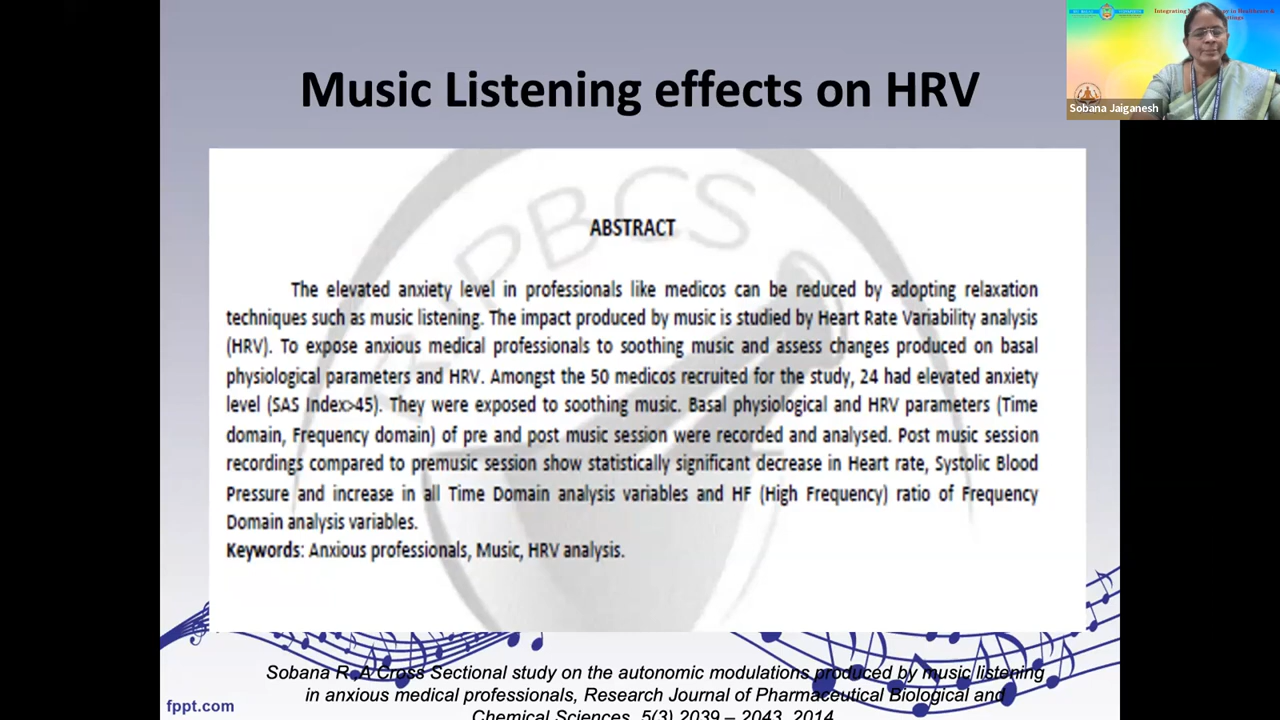 Music Listening effects on HRV
Sobana Jaiganesh
RJPBCS
ABSTRACT
The elevated anxiety level in professionals like medicos can be reduced by adopting relaxation
techniques such as music listening. The impact produced by music is studied by Heart Rate Variability analysis
(HRV). To expose anxious medical professionals to soothing music and assess changes produced on basal
physiological parameters and HRV. Amongst the 50 medicos recruited for the study, 24 had elevated anxiety
level (SAS Index>45). They were exposed to soothing music. Basal physiological and HRV parameters (Time
domain, Frequency domain) of pre and post music session were recorded and analysed. Post music session
recordings compared to premusic session show statistically significant decrease in Heart rate, Systolic Blood
Pressure and increase in all Time Domain analysis variables and HF (High Frequency) ratio of Frequency
Domain analysis variables.
Keywords: Anxious professionals, Music, HRV analysis.
Sobana R ,A Cross Sectional study on the autonomic modulations produced by music listening
in anxious medical professionals, Research Journal of Pharmaceutical Biological and
Chemical Sciences, 5(3) 2039 – 2043, 2014
fppt.com